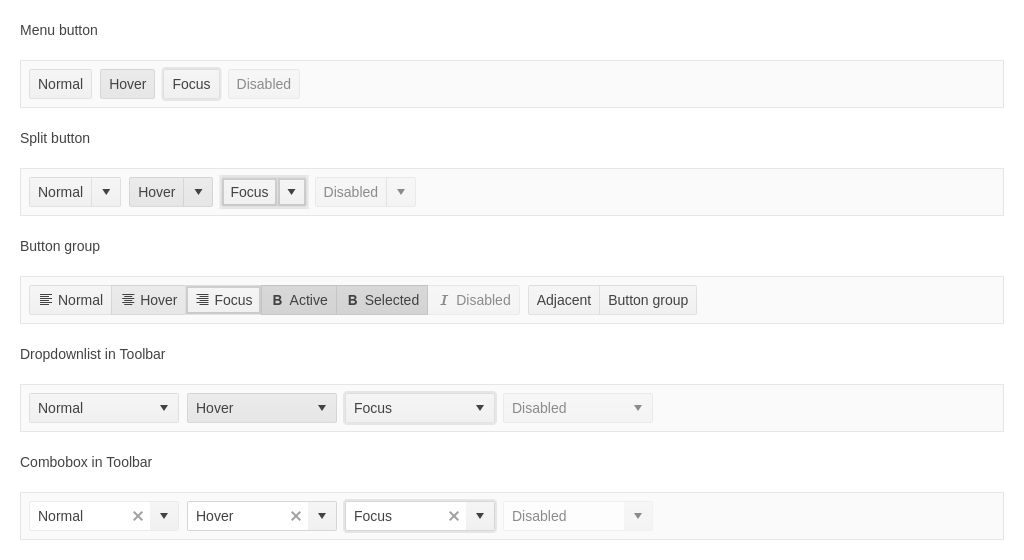 Menu button
Normal Hover Focus Disabled
Split button
Normal Hover Focus Disabled
Button group
Normal Hover Focus B Active B Selected I Disabled Adjacent Button group
Dropdownlist in Toolbar
Normal Hover Focus Disabled
Combobox in Toolbar
Normal Hover Focus Disabled